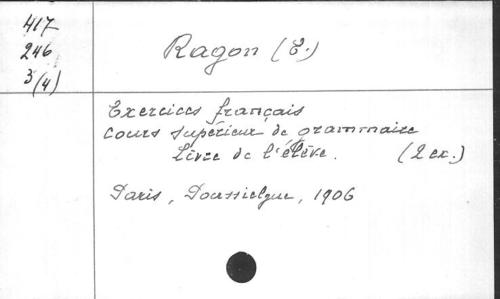 417
246
3(4)
Ragon (E.)
Exercices français
Cours supérieur de grammaire
Livre de l'élève. (2 ex.)
Paris, Poussielgue, 1906